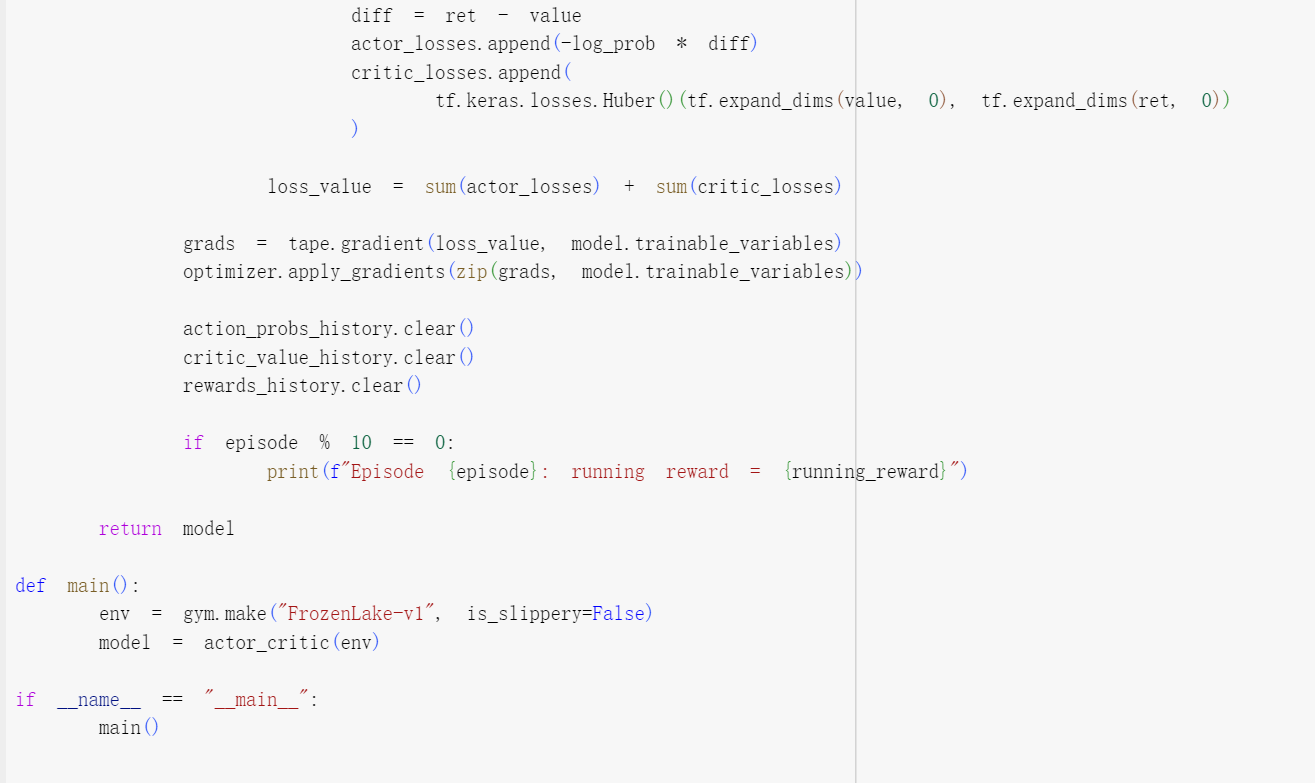 diff = ret - value
actor_losses.append(-log_prob * diff)
critic_losses.append(
tf.keras.losses.Huber()(tf.expand_dims(value, 0), tf.expand_dims(ret, 0))
)
loss_value = sum(actor_losses) + sum(critic_losses)
grads = tape.gradient(loss_value, model.trainable_variables)
optimizer.apply_gradients(zip(grads, model.trainable_variables))
action_probs_history.clear()
critic_value_history.clear()
rewards_history.clear()
if episode % 10 == 0:
print(f"Episode {episode}: running reward = {running_reward}")
return model
def main():
env = gym.make("FrozenLake-v1", is_slippery=False)
model = actor_critic(env)
if __name__ == "__main__":
main()